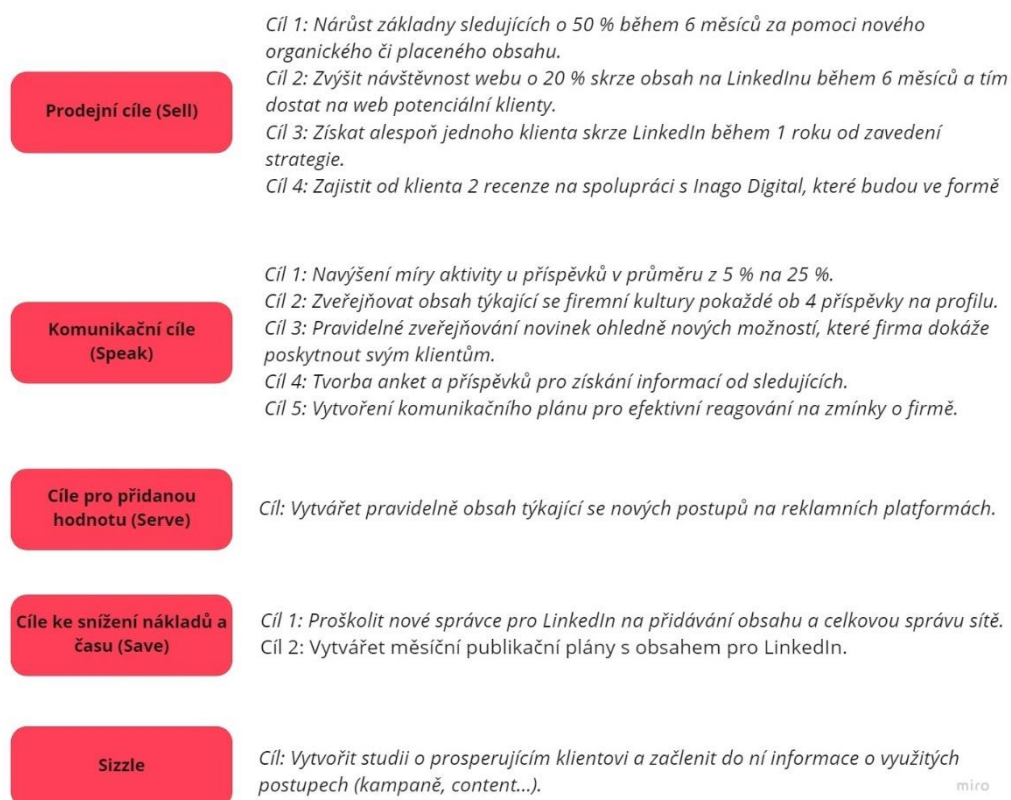 Prodejní cíle (Sell)
Cíl 1: Nárůst základny sledujících o 50 % během 6 měsíců za pomoci nového
organického či placeného obsahu.
Cíl 2: Zvýšit návštěvnost webu o 20 % skrze obsah na LinkedInu během 6 měsíců a tím
dostat na web potenciální klienty.
Cíl 3: Získat alespoň jednoho klienta skrze LinkedIn během 1 roku od zavedení
strategie.
Cíl 4: Zajistit od klienta 2 recenze na spolupráci s Inago Digital, které budou ve formě
Komunikační cíle
(Speak)
Cíl 1: Navýšení míry aktivity u příspěvků v průměru z 5 % na 25 %.
Cíl 2: Zveřejňovat obsah týkající se firemní kultury pokaždé ob 4 příspěvky na profilu.
Cíl 3: Pravidelné zveřejňování novinek ohledně nových možností, které firma dokáže
poskytnout svým klientům.
Cíl 4: Tvorba anket a příspěvků pro získání informací od sledujících.
Cíl 5: Vytvoření komunikačního plánu pro efektivní reagování na zmínky o firmě.
Cíle pro přidanou
hodnotu (Serve)
Cíl: Vytvářet pravidelně obsah týkající se nových postupů na reklamních platformách.
Cíle ke snížení nákladů a
času (Save)
Cíl 1: Proškolit nové správce pro LinkedIn na přidávání obsahu a celkovou správu sítě.
Cíl 2: Vytvářet měsíční publikační plány s obsahem pro LinkedIn.
Sizzle
Cíl: Vytvořit studii o prosperujícím klientovi a začlenit do ní informace o využitých
postupech (kampaně, content...).
miro